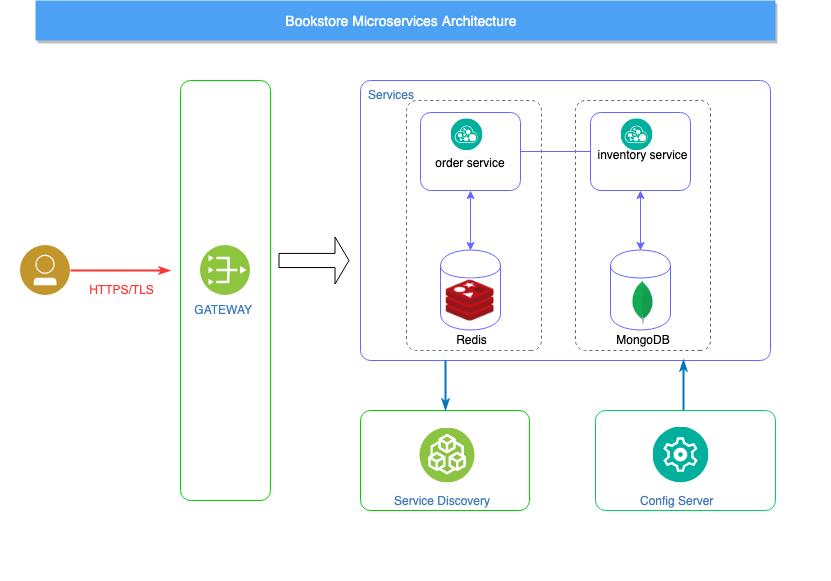 Bookstore Microservices Architecture
Services
order service
inventory service
HTTPS/TLS
GATEWAY
Redis
MongoDB
Service Discovery
Config Server